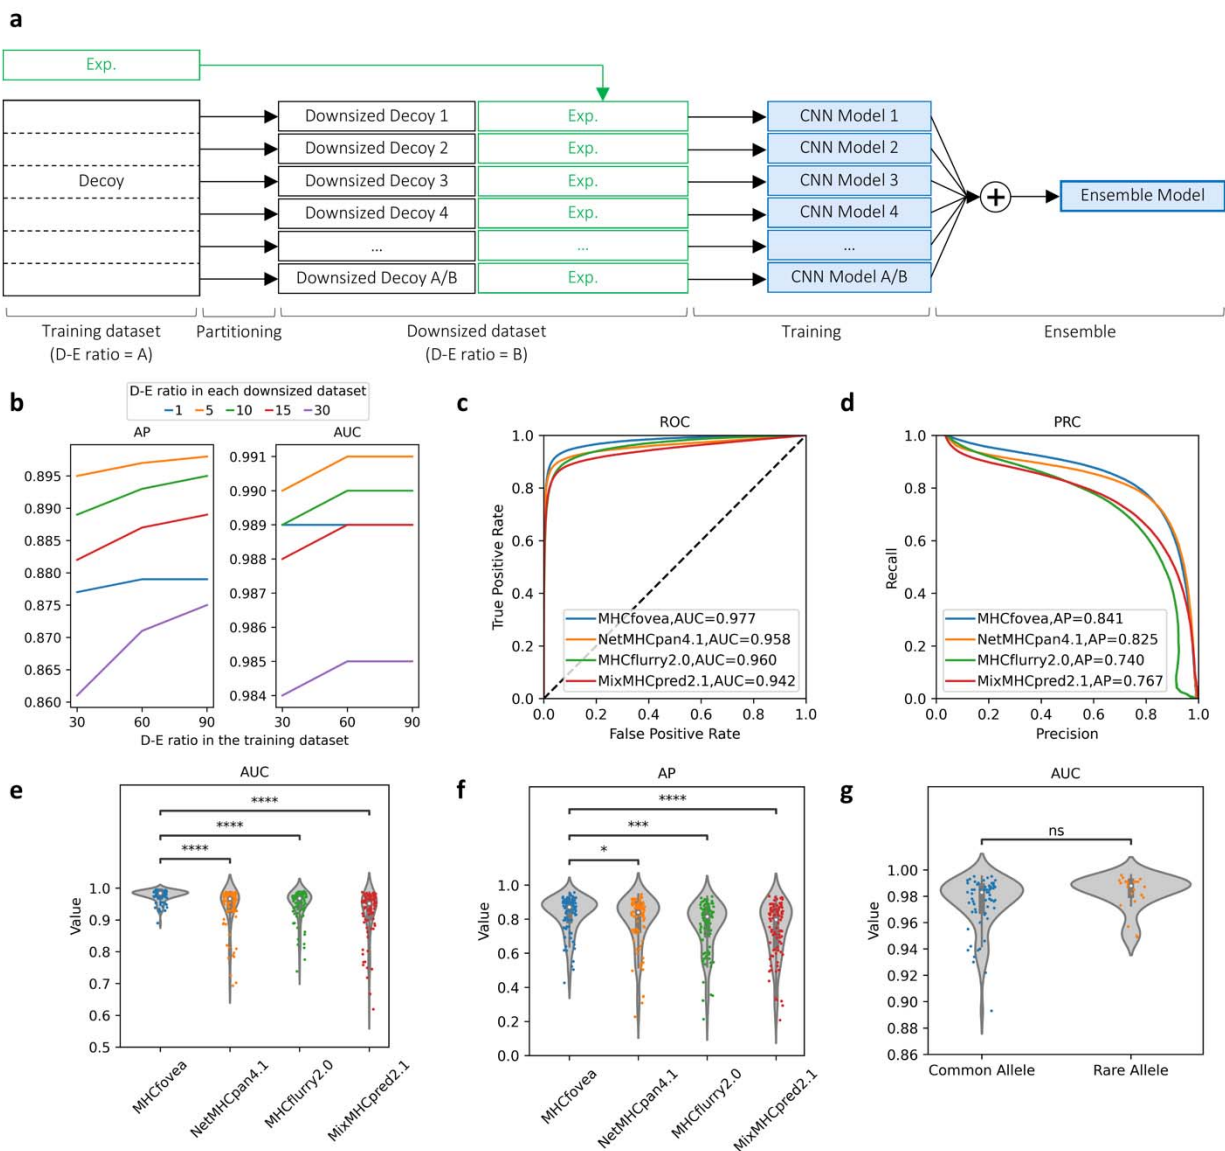 a
Exp.
Decoy
Downsized Decoy 1
Exp.
CNN Model 1
Downsized Decoy 2
Exp.
CNN Model 2
Downsized Decoy 3
Exp.
CNN Model 3
Downsized Decoy 4
Exp.
CNN Model 4
...
...
...
Downsized Decoy A/B
Exp.
CNN Model A/B
+
Ensemble Model
Training dataset
(D-E ratio = A)
Partitioning
Downsized dataset
(D-E ratio = B)
Training
Ensemble
b
D-E ratio in each downsized dataset
1 5 10 15 30
AP
0.895
0.890
0.885
0.880
0.875
0.870
0.865
0.860
30 60 90
AUC
0.991
0.990
0.989
0.988
0.987
0.986
0.985
0.984
30 60 90
D-E ratio in the training dataset
c
ROC
True Positive Rate
1.0
0.8
0.6
0.4
0.2
0.0
MHCfovea,AUC=0.977
NetMHCpan4.1,AUC=0.958
MHCflurry2.0,AUC=0.960
MixMHCpred2.1,AUC=0.942
0.0 0.2 0.4 0.6 0.8 1.0
False Positive Rate
d
PRC
Recall
1.0
0.8
0.6
0.4
0.2
0.0
MHCfovea,AP=0.841
NetMHCpan4.1,AP=0.825
MHCflurry2.0,AP=0.740
MixMHCpred2.1,AP=0.767
0.0 0.2 0.4 0.6 0.8 1.0
Precision
e
AUC
****
****
****
Value
1.0
0.9
0.8
0.7
0.6
0.5
MHCfovea
NetMHCpan4.1
MHCflurry2.0
MixMHCpred2.1
f
AP
****
***
*
Value
1.0
0.8
0.6
0.4
0.2
0.0
MHCfovea
NetMHCpan4.1
MHCflurry2.0
MixMHCpred2.1
g
AUC
ns
Value
1.00
0.98
0.96
0.94
0.92
0.90
0.88
0.86
Common Allele
Rare Allele